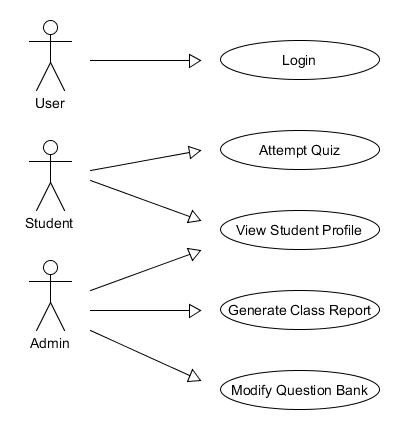 Login
User
Attempt Quiz
Student
View Student Profile
Generate Class Report
Admin
Modify Question Bank